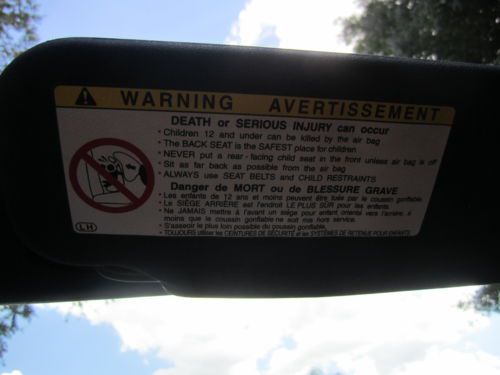 WARNING AVERTISSEMENT
DEATH or SERIOUS INJURY can occur
• Children 12 and under can be killed by the air bag
• The BACK SEAT is the SAFEST place for children
• NEVER put a rear-facing child seat in the front unless air bag is off
• Sit as far back as possible from the air bag
• ALWAYS use SEAT BELTS and CHILD RESTRAINTS
Danger de MORT ou de BLESSURE GRAVE
• Les enfants de 12 ans et moins peuvent être tués par le coussin gonflable.
• Le SIÈGE ARRIÈRE est l'endroit LE PLUS SÛR pour les enfants.
• Ne JAMAIS mettre à l'avant un siège pour enfant orienté vers l'arrière, à
moins que le coussin gonflable ne soit mis hors service.
• S'asseoir le plus loin possible du coussin gonflable.
• TOUJOURS utiliser les CEINTURES DE SÉCURITÉ et les SYSTÈMES DE RETENUE POUR ENFANTS.
LH